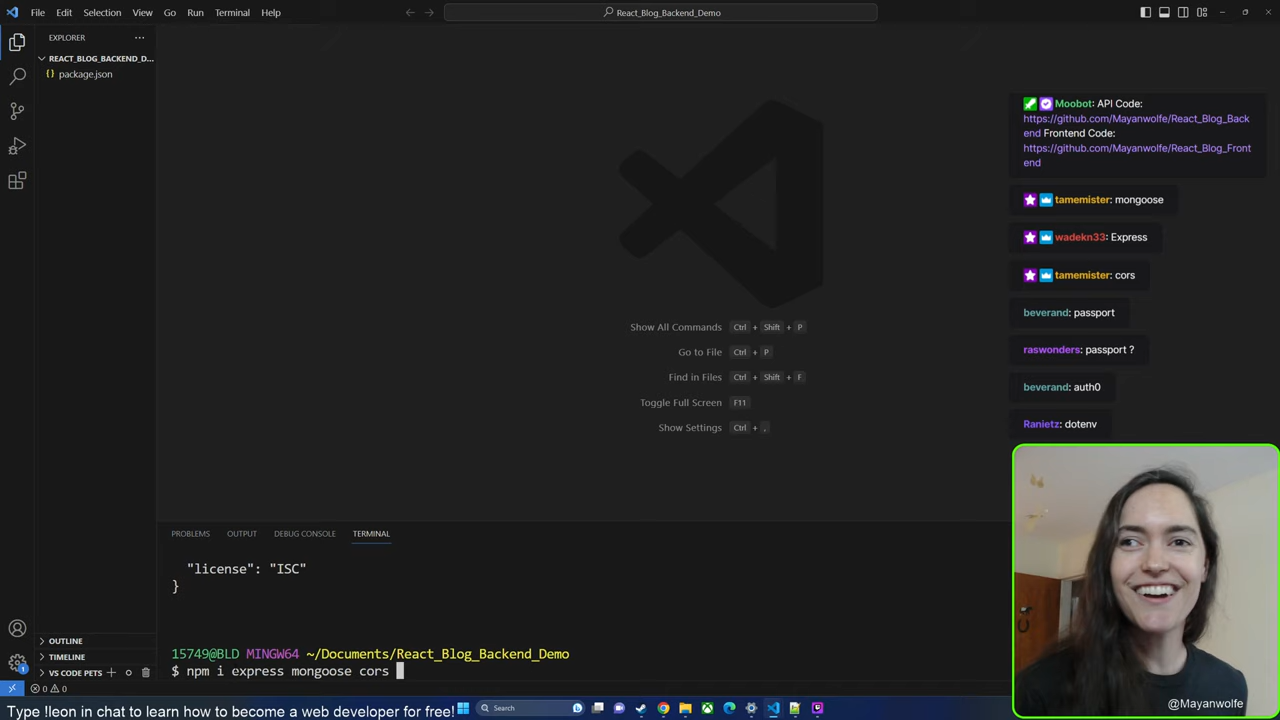 File Edit Selection View Go Run Terminal Help
React_Blog_Backend_Demo
EXPLORER
REACT_BLOG_BACKEND_D...
{} package.json
Show All Commands Ctrl + Shift + P
Go to File Ctrl + P
Find in Files Ctrl + Shift + F
Toggle Full Screen F11
Show Settings Ctrl + ,
Moobot: API Code:
https://github.com/Mayanwolfe/React_Blog_Back
end Frontend Code:
https://github.com/Mayanwolfe/React_Blog_Front
end
tamemister: mongoose
wadekn33: Express
tamemister: cors
beverand: passport
raswonders: passport ?
beverand: auth0
Ranietz: dotenv
PROBLEMS OUTPUT DEBUG CONSOLE TERMINAL
"license": "ISC"
}
15749@BLD MINGW64 ~/Documents/React_Blog_Backend_Demo
$ npm i express mongoose cors
OUTLINE
TIMELINE
VS CODE PETS
1
0 0
Type !leon in chat to learn how to become a web developer for free!
Search
@Mayanwolfe